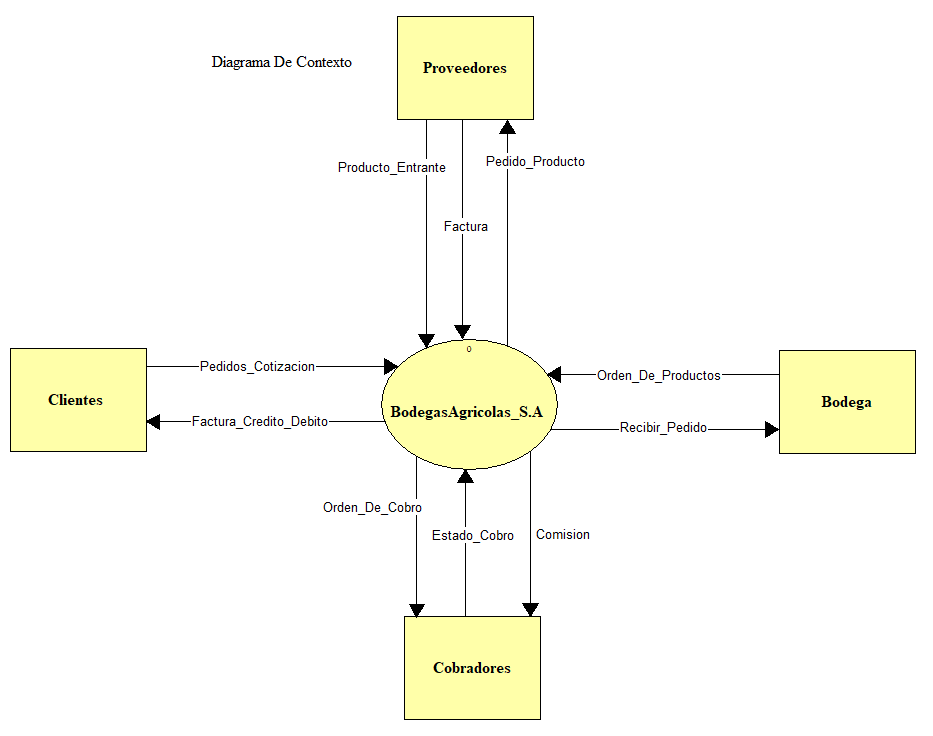 Diagrama De Contexto
Proveedores
Producto_Entrante
Pedido_Producto
Factura
0
Pedidos_Cotizacion
Orden_De_Productos
Clientes
BodegasAgricolas_S.A
Bodega
Factura_Credito_Debito
Recibir_Pedido
Orden_De_Cobro
Estado_Cobro
Comision
Cobradores